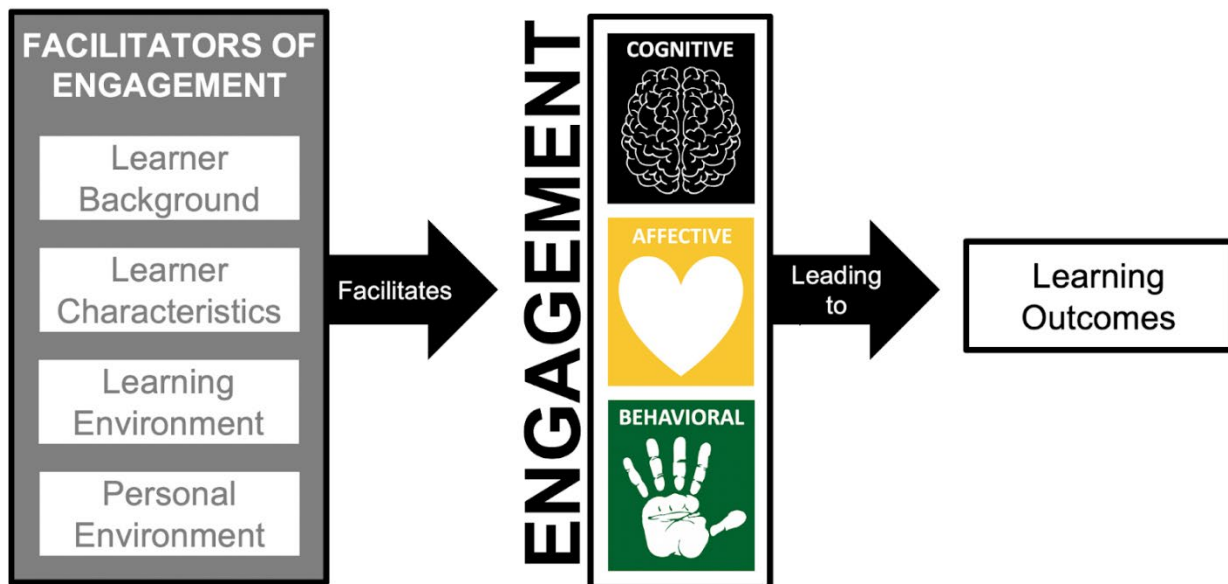 FACILITATORS OF
ENGAGEMENT
Learner
Background
Learner
Characteristics
Learning
Environment
Personal
Environment
Facilitates
ENGAGEMENT
COGNITIVE
AFFECTIVE
BEHAVIORAL
Leading
to
Learning
Outcomes